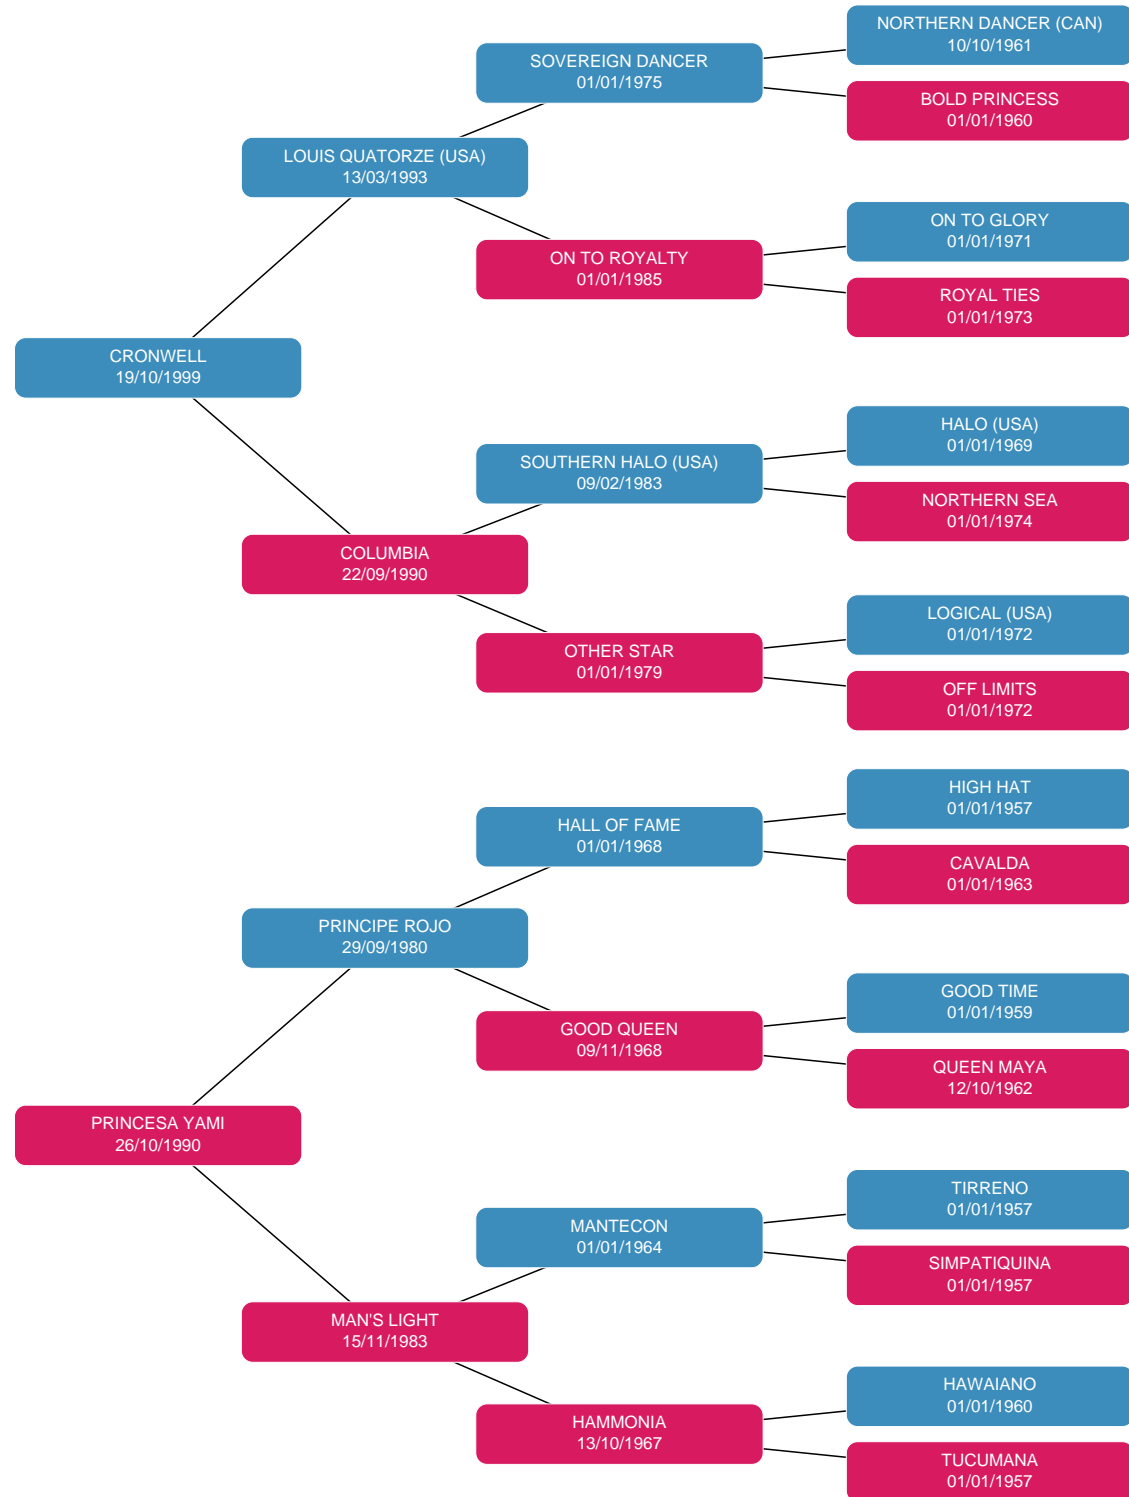 NORTHERN DANCER (CAN)
10/10/1961
SOVEREIGN DANCER
01/01/1975
BOLD PRINCESS
01/01/1960
LOUIS QUATORZE (USA)
13/03/1993
ON TO GLORY
01/01/1971
ON TO ROYALTY
01/01/1985
ROYAL TIES
01/01/1973
CRONWELL
19/10/1999
HALO (USA)
01/01/1969
SOUTHERN HALO (USA)
09/02/1983
NORTHERN SEA
01/01/1974
COLUMBIA
22/09/1990
LOGICAL (USA)
01/01/1972
OTHER STAR
01/01/1979
OFF LIMITS
01/01/1972
HIGH HAT
01/01/1957
HALL OF FAME
01/01/1968
CAVALDA
01/01/1963
PRINCIPE ROJO
29/09/1980
GOOD TIME
01/01/1959
GOOD QUEEN
09/11/1968
QUEEN MAYA
12/10/1962
PRINCESA YAMI
26/10/1990
TIRRENO
01/01/1957
MANTECON
01/01/1964
SIMPATIQUINA
01/01/1957
MAN'S LIGHT
15/11/1983
HAWAIANO
01/01/1960
HAMMONIA
13/10/1967
TUCUMANA
01/01/1957